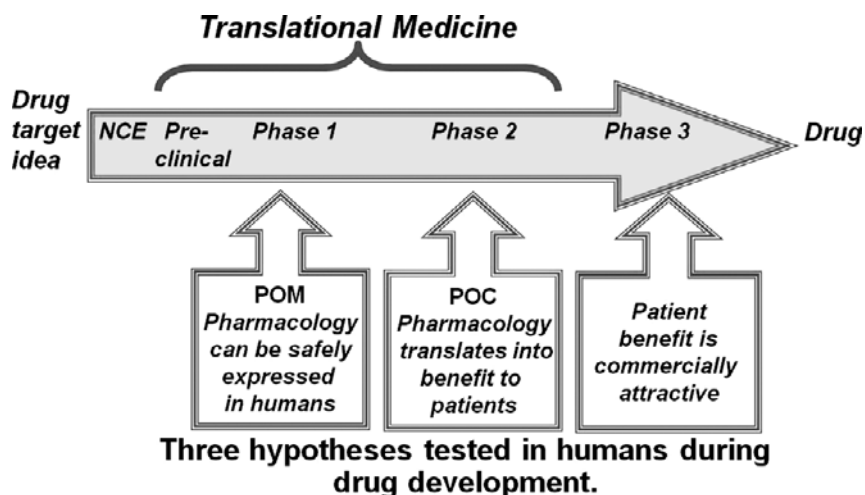 Translational Medicine
Drug
target
idea
NCE
Pre-
clinical
Phase 1
Phase 2
Phase 3
Drug
POM
Pharmacology
can be safely
expressed
in humans
POC
Pharmacology
translates into
benefit to
patients
Patient
benefit is
commercially
attractive
Three hypotheses tested in humans during
drug development.